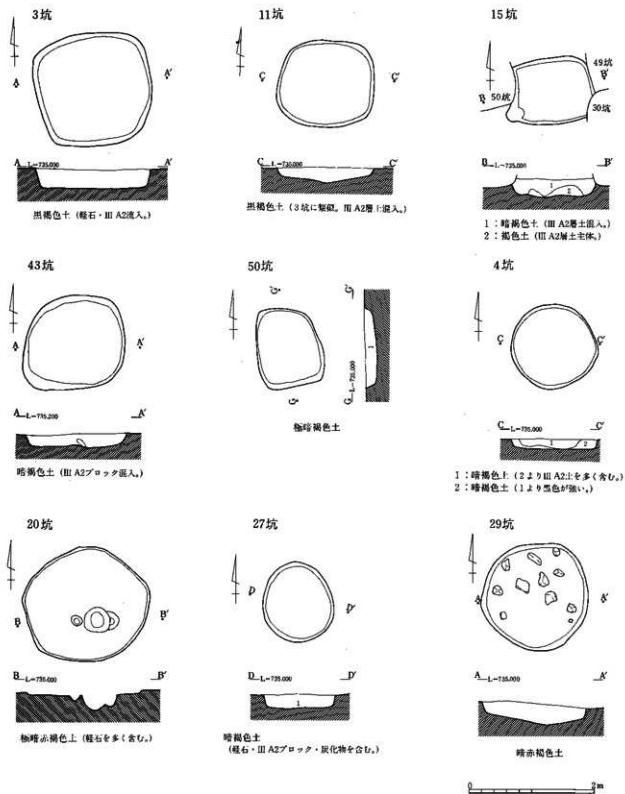 3坑
A
A′
A L=735.000 A′
黒褐色土（軽石・III A2流入。）
11坑
C
C′
C L=735.000 C′
黒褐色土（3坑に類似。III A2層土混入。）
15坑
49坑
B′
50坑
B
30坑
B L=735.000 B′
1
2
1：暗褐色土（III A2層土混入。）
2：褐色土（III A2層土主体。）
43坑
A
A′
A L=735.200 A′
暗褐色土（III A2ブロック混入。）
50坑
G′
G
G L=735.000 G′
1
極暗褐色土
4坑
C
C′
C L=735.000 C′
1
2
1：暗褐色土（2よりIII A2土を多く含む。）
2：暗褐色土（1より黒色が強い。）
20坑
B
B′
B L=735.000 B′
極暗赤褐色土（軽石を多く含む。）
27坑
D
D′
D L=735.000 D′
1
暗褐色土
（軽石・III A2ブロック・炭化物を含む。）
29坑
A
A′
A L=735.000 A′
暗赤褐色土
0 2m